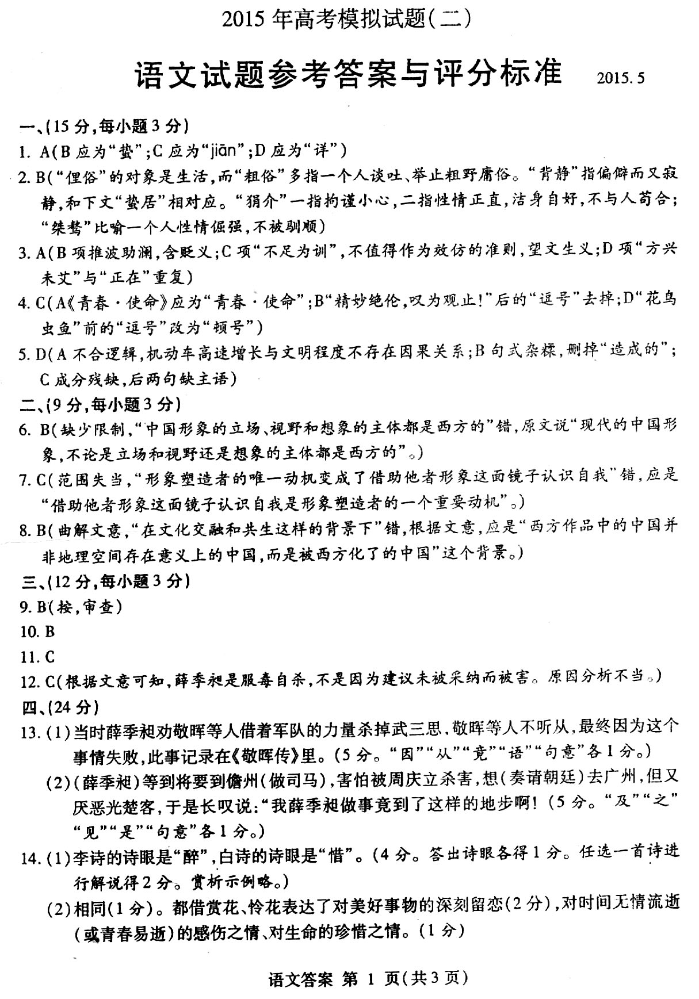 2015 年高考模拟试题(二)
语文试题参考答案与评分标准 2015.5
一、(15 分,每小题 3 分)
1. A(B 应为“蛰”;C 应为“jiān”;D 应为“详”)
2. B(“俚俗”的对象是生活,而“粗俗”多指一个人谈吐、举止粗野庸俗。“背静”指偏僻而又寂
静,和下文“蛰居”相对应。“狷介”一指拘谨小心,二指性情正直,洁身自好,不与人苟合;
“桀骜”比喻一个人性情倔强,不被驯顺)
3. A(B 项推波助澜,含贬义;C 项“不足为训”,不值得作为效仿的准则,望文生义;D 项“方兴
未艾”与“正在”重复)
4. C(A《青春·使命》应为“青春·使命”;B“精妙绝伦,叹为观止!”后的“逗号”去掉;D“花鸟
虫鱼”前的“逗号”改为“顿号”)
5. D(A 不合逻辑,机动车高速增长与文明程度不存在因果关系;B 句式杂糅,删掉“造成的”;
C 成分残缺,后两句缺主语)
二、(9 分,每小题 3 分)
6. B(缺少限制,“中国形象的立场、视野和想象的主体都是西方的”错,原文说“现代的中国形
象,不论是立场和视野还是想象的主体都是西方的”。)
7. C(范围失当,“形象塑造者的唯一动机变成了借助他者形象这面镜子认识自我”错,应是
“借助他者形象这面镜子认识自我是形象塑造者的一个重要动机”。)
8. B(曲解文意,“在文化交融和共生这样的背景下”错,根据文意,应是“西方作品中的中国并
非地理空间存在意义上的中国,而是被西方化了的中国”这个背景。)
三、(12 分,每小题 3 分)
9. B(按,审查)
10. B
11. C
12. C(根据文意可知,薛季昶是服毒自杀,不是因为建议未被采纳而被害。原因分析不当。)
四、(24 分)
13. (1)当时薛季昶劝敬晖等人借着军队的力量杀掉武三思,敬晖等人不听从,最终因为这个
事情失败,此事记录在《敬晖传》里。(5 分。“因”“从”“竟”“语”“句意”各 1 分。)
(2)(薛季昶)等到将要到儋州(做司马),害怕被周庆立杀害,想(奏请朝廷)去广州,但又
厌恶光楚客,于是长叹说:“我薛季昶做事竟到了这样的地步啊!(5 分。“及”“之”
“见”“是”“句意”各 1 分。)
14. (1)李诗的诗眼是“醉”,白诗的诗眼是“惜”。(4 分。答出诗眼各得 1 分。任选一首诗进
行解说得 2 分。赏析示例略。)
(2)相同(1 分)。都借赏花、怜花表达了对美好事物的深刻留恋(2 分),对时间无情流逝
(或青春易逝)的感伤之情、对生命的珍惜之情。(1 分)
语文答案 第 1 页(共 3 页)